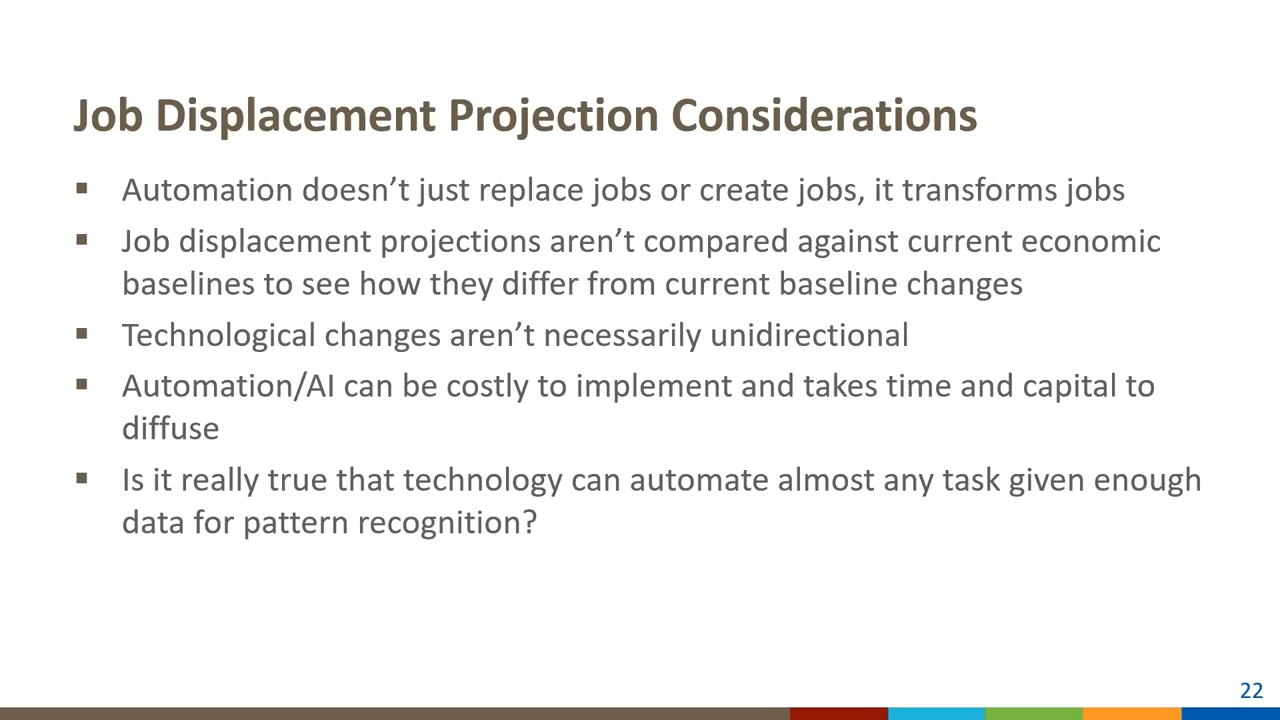 Job Displacement Projection Considerations
▪ Automation doesn’t just replace jobs or create jobs, it transforms jobs
▪ Job displacement projections aren’t compared against current economic
baselines to see how they differ from current baseline changes
▪ Technological changes aren’t necessarily unidirectional
▪ Automation/AI can be costly to implement and takes time and capital to
diffuse
▪ Is it really true that technology can automate almost any task given enough
data for pattern recognition?
22